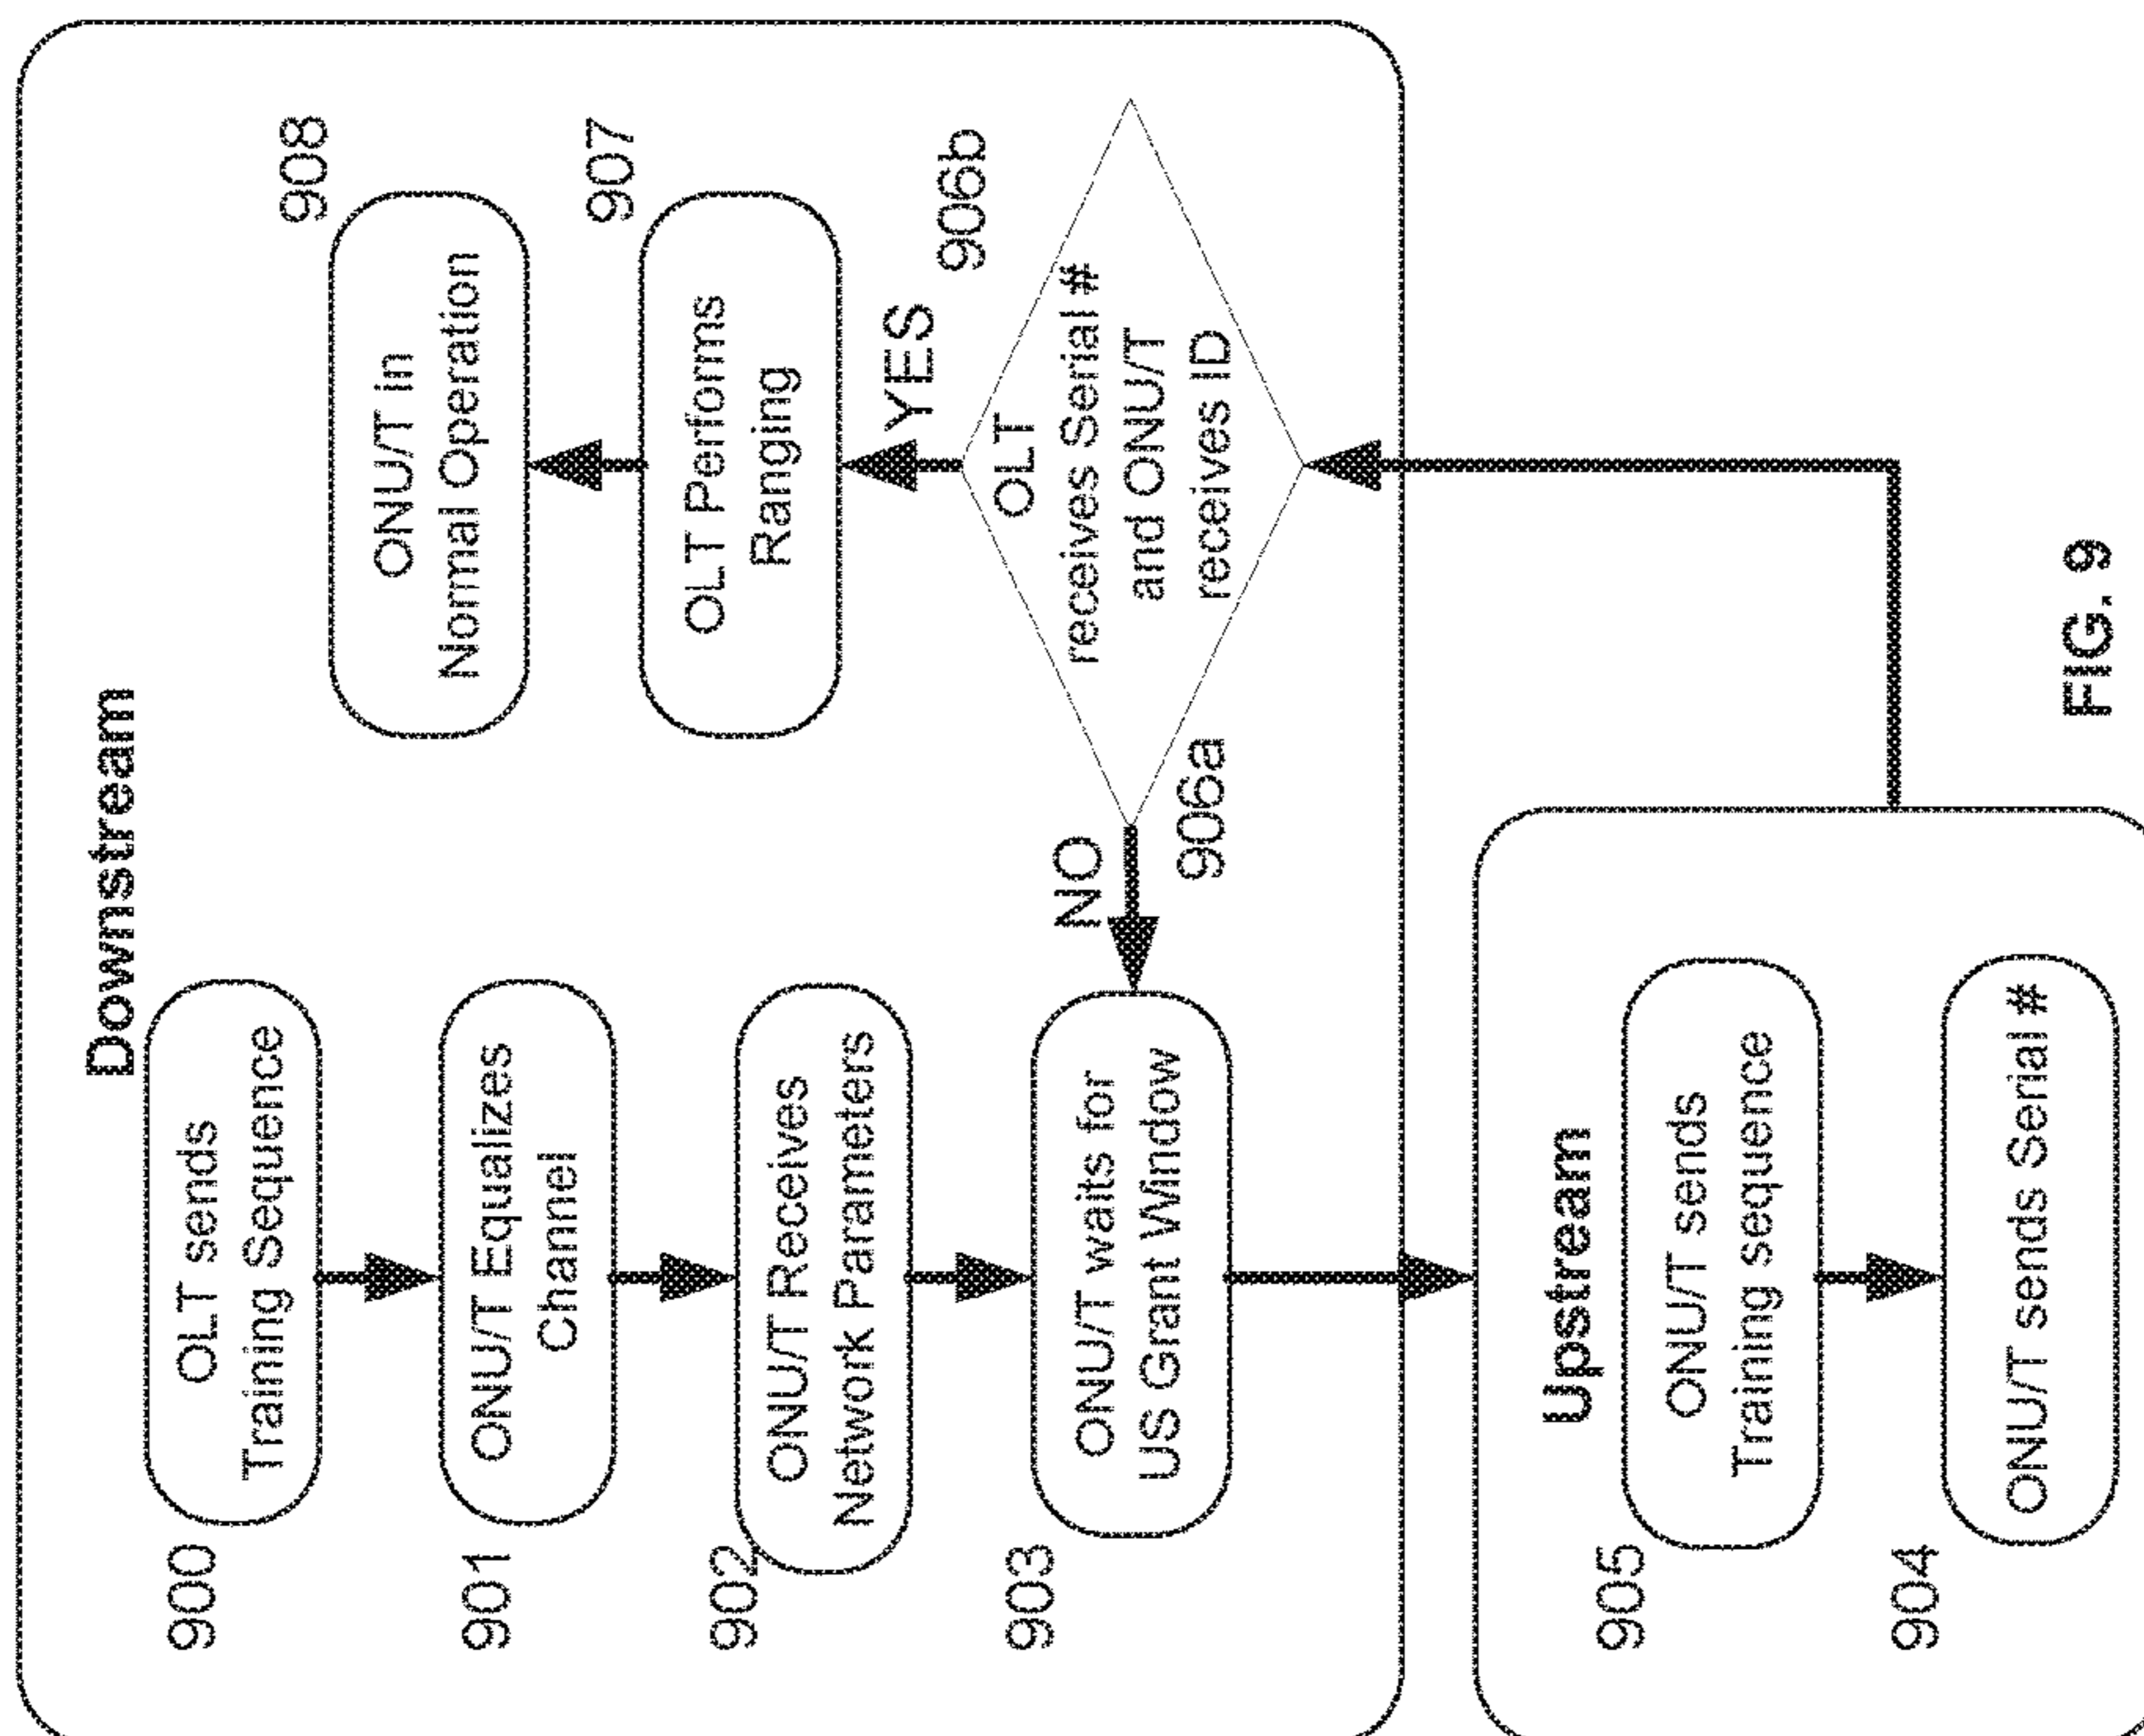 Downstream
900
OLT sends
Training Sequence
901
ONU/T Equalizes
Channel
902
ONU/T Receives
Network Parameters
903
ONU/T waits for
US Grant Window
908
ONU/T in
Normal Operation
907
OLT Performs
Ranging
YES
906b
OLT
receives Serial #
and ONU/T
receives ID
NO
906a
Upstream
905
ONU/T sends
Training sequence
904
ONU/T sends Serial #
FIG. 9